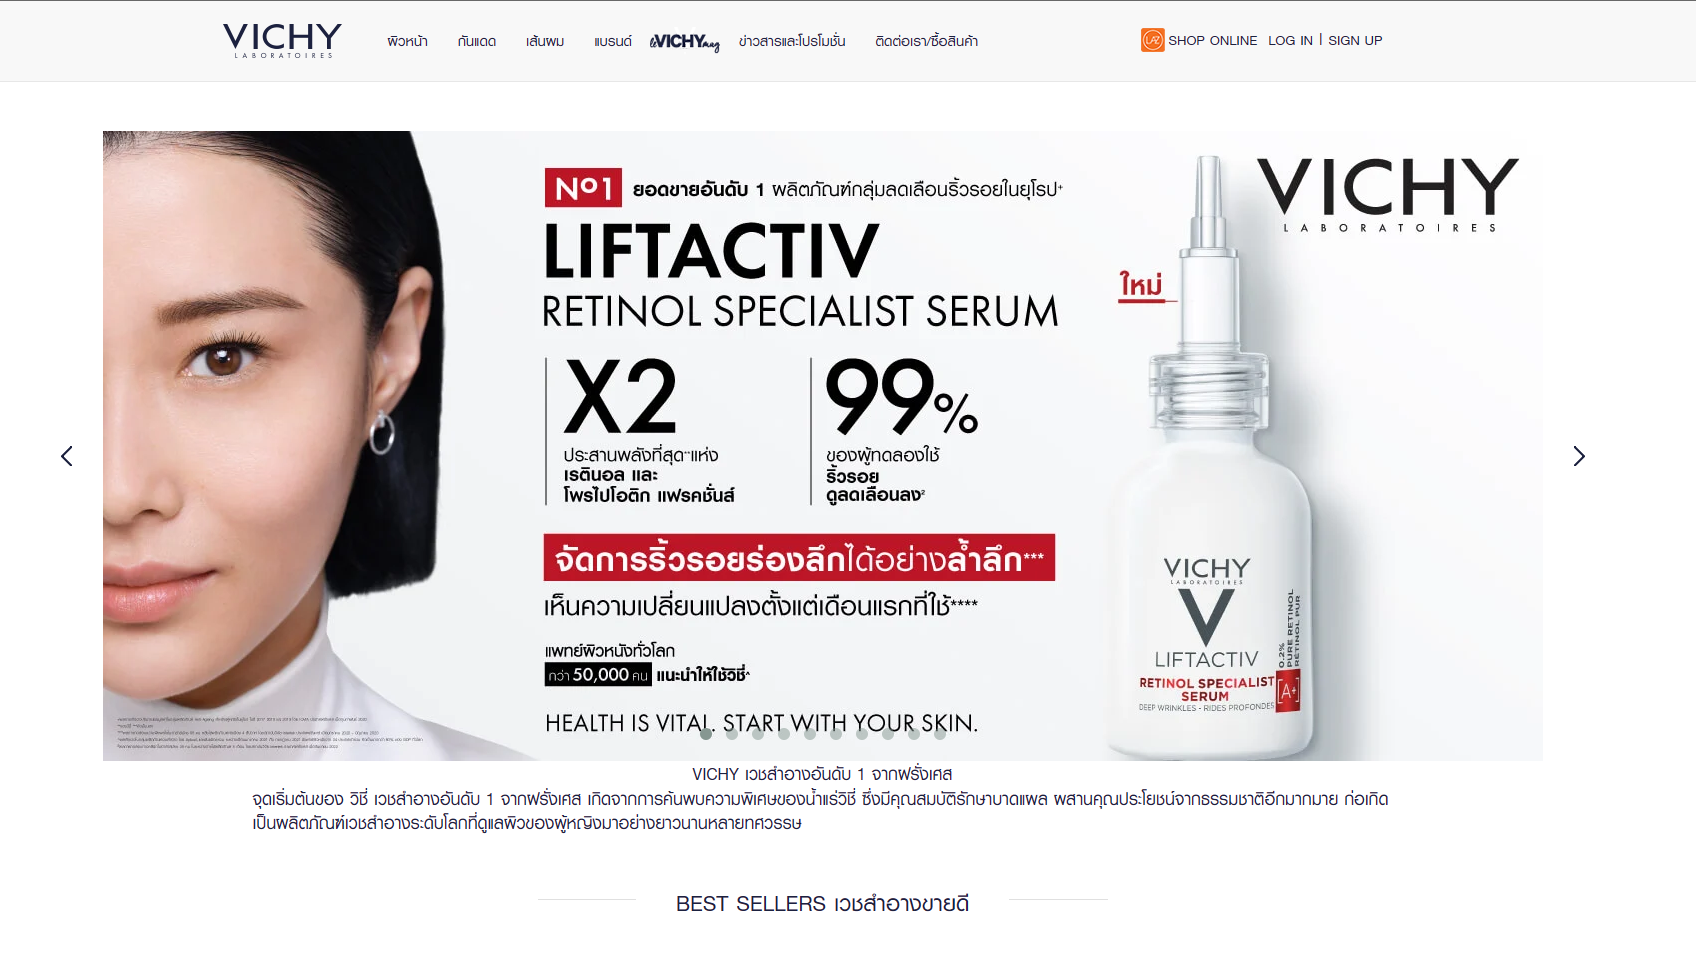 VICHY
LABORATOIRES
ผิวหน้า
กันแดด
เส้นผม
แบรนด์
le VICHY mag
ข่าวสารและโปรโมชั่น
ติดต่อเรา/ซื้อสินค้า
LAZ
SHOP ONLINE
LOG IN | SIGN UP
VICHY
LABORATOIRES
Nº1 ยอดขายอันดับ 1 ผลิตภัณฑ์กลุ่มลดเลือนริ้วรอยในยุโรป+
LIFTACTIV
RETINOL SPECIALIST SERUM
X2
ประสานพลังที่สุด**แห่ง
เรตินอล และ
โพรไปโอติก แฟรคชั่นส์
99%
ของผู้ทดลองใช้
ริ้วรอย
ดูลดเลือนลง²
ใหม่
จัดการริ้วรอยร่องลึกได้อย่างล้ำลึก***
เห็นความเปลี่ยนแปลงตั้งแต่เดือนแรกที่ใช้****
แพทย์ผิวหนังทั่วโลก
กว่า 50,000 คน แนะนำให้ใช้วิชี่^
HEALTH IS VITAL. START WITH YOUR SKIN.
VICHY
LABORATOIRES
V
LIFTACTIV
RETINOL SPECIALIST
SERUM
DEEP WRINKLES - RIDES PROFONDES
0.2%
PURE RETINOL
RÉTINOL PUR
[A+]
VICHY เวชสำอางอันดับ 1 จากฝรั่งเศส
จุดเริ่มต้นของ วิชี่ เวชสำอางอันดับ 1 จากฝรั่งเศส เกิดจากการค้นพบความพิเศษของน้ำแร่วิชี่ ซึ่งมีคุณสมบัติรักษาบาดแผล ผสานคุณประโยชน์จากธรรมชาติอีกมากมาย ก่อเกิด
เป็นผลิตภัณฑ์เวชสำอางระดับโลกที่ดูแลผิวของผู้หญิงมาอย่างยาวนานหลายทศวรรษ
BEST SELLERS เวชสำอางขายดี